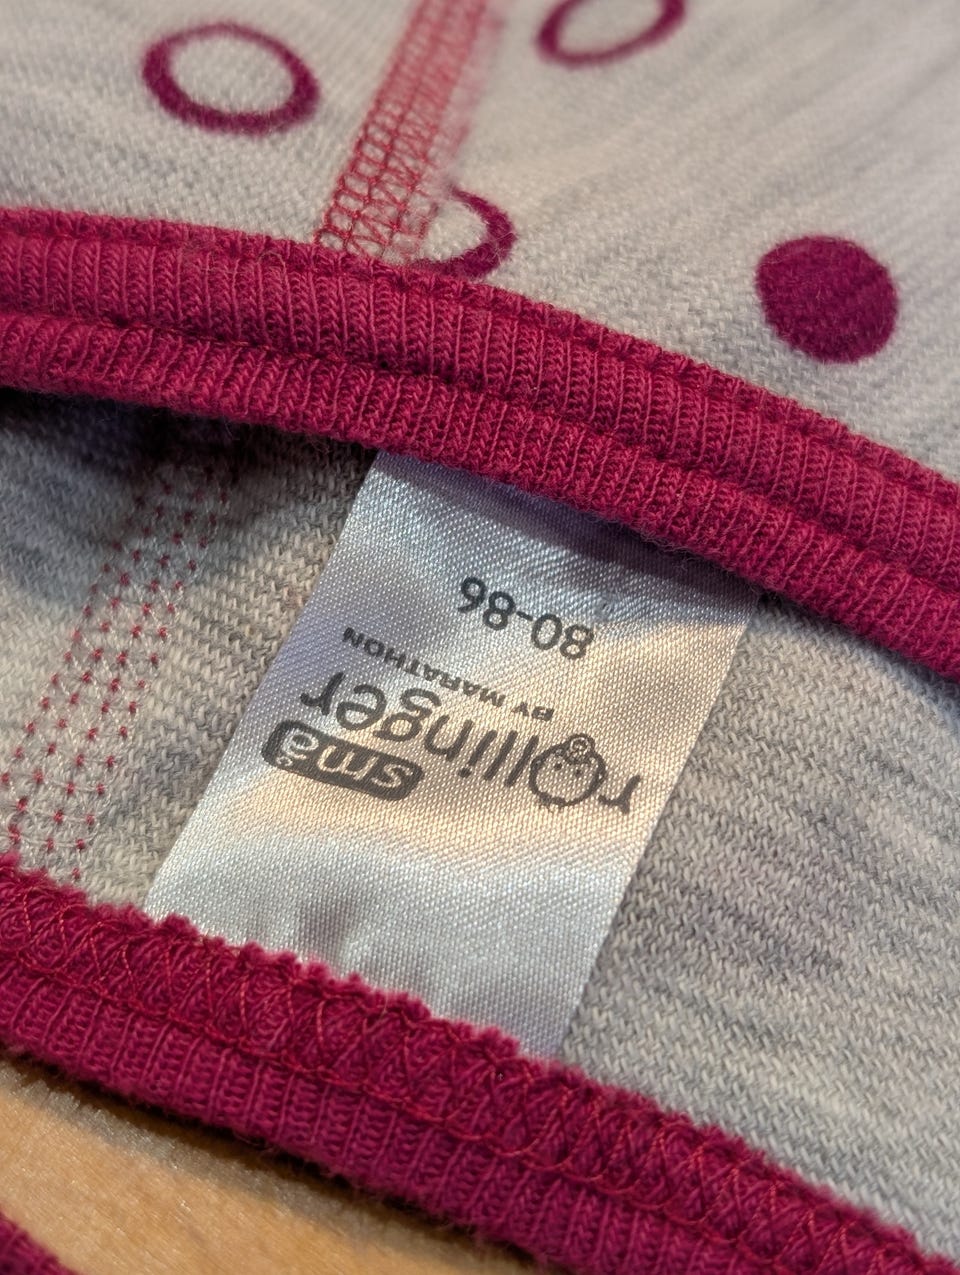 små
rollinger
BY MARATHON
80-86